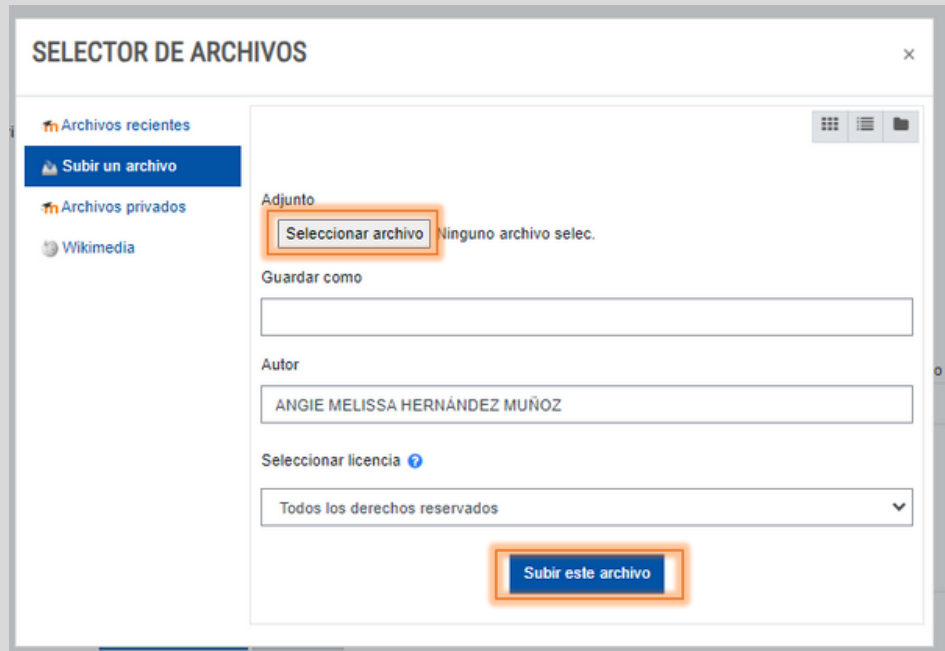 SELECTOR DE ARCHIVOS
×
Archivos recientes
Subir un archivo
Archivos privados
Wikimedia
Adjunto
Seleccionar archivo Ninguno archivo selec.
Guardar como
Autor
ANGIE MELISSA HERNÁNDEZ MUÑOZ
Seleccionar licencia ?
Todos los derechos reservados
Subir este archivo